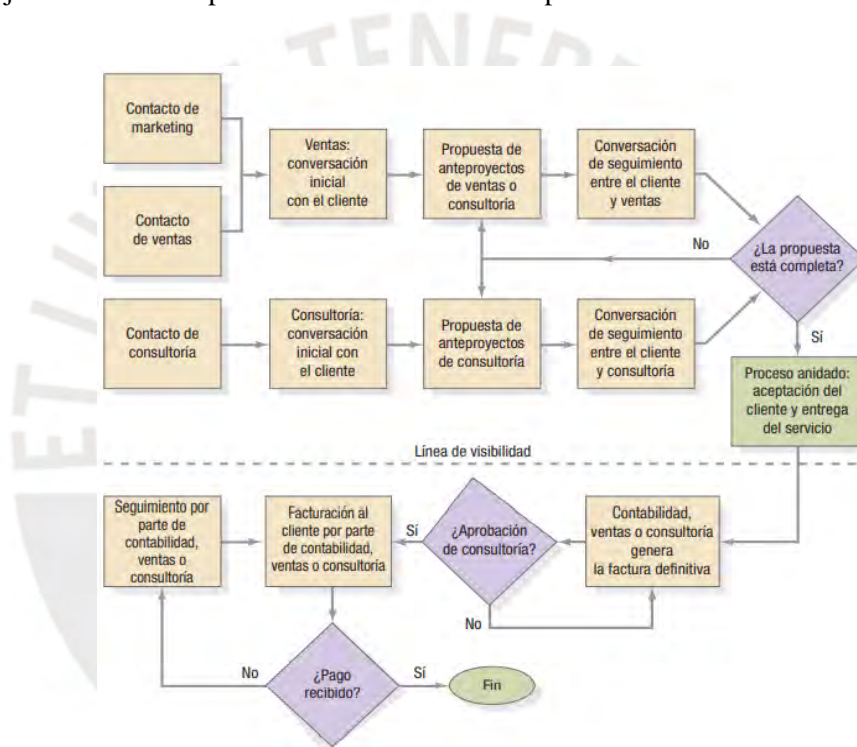 TENER
ET LU
Contacto de
marketing
Ventas:
conversación
inicial
con el cliente
Propuesta de
anteproyectos
de ventas o
consultoría
Conversación
de seguimiento
entre el cliente
y ventas
Contacto
de ventas
No
¿La propuesta
está completa?
Contacto de
consultoría
Consultoría:
conversación
inicial con
el cliente
Propuesta de
anteproyectos
de consultoría
Conversación
de seguimiento
entre el cliente
y consultoría
Sí
Proceso anidado:
aceptación del
cliente y entrega
del servicio
Línea de visibilidad
Seguimiento por
parte de
contabilidad,
ventas o
consultoría
Facturación al
cliente por parte
de contabilidad,
ventas o consultoría
Sí
¿Aprobación
de consultoría?
Contabilidad,
ventas o consultoría
genera
la factura definitiva
No
No
¿Pago
recibido?
Sí
Fin